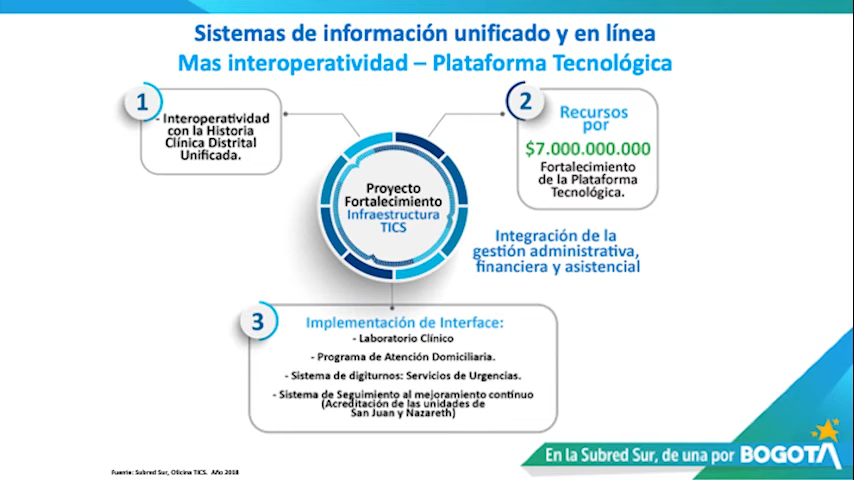 Sistemas de información unificado y en línea
Mas interoperatividad – Plataforma Tecnológica
1
- Interoperatividad
con la Historia
Clínica Distrital
Unificada.
2
Recursos
por
$7.000.000.000
Fortalecimiento
de la Plataforma
Tecnológica.
Proyecto
Fortalecimiento
Infraestructura
TICS
Integración de la
gestión administrativa,
financiera y asistencial
3
Implementación de Interface:
- Laboratorio Clínico
- Programa de Atención Domiciliaria.
- Sistema de digiturnos: Servicios de Urgencias.
- Sistema de Seguimiento al mejoramiento continuo
(Acreditación de las unidades de
San Juan y Nazareth)
En la Subred Sur, de una por BOGOTÁ
Fuente: Subred Sur, Oficina TICS. Año 2018